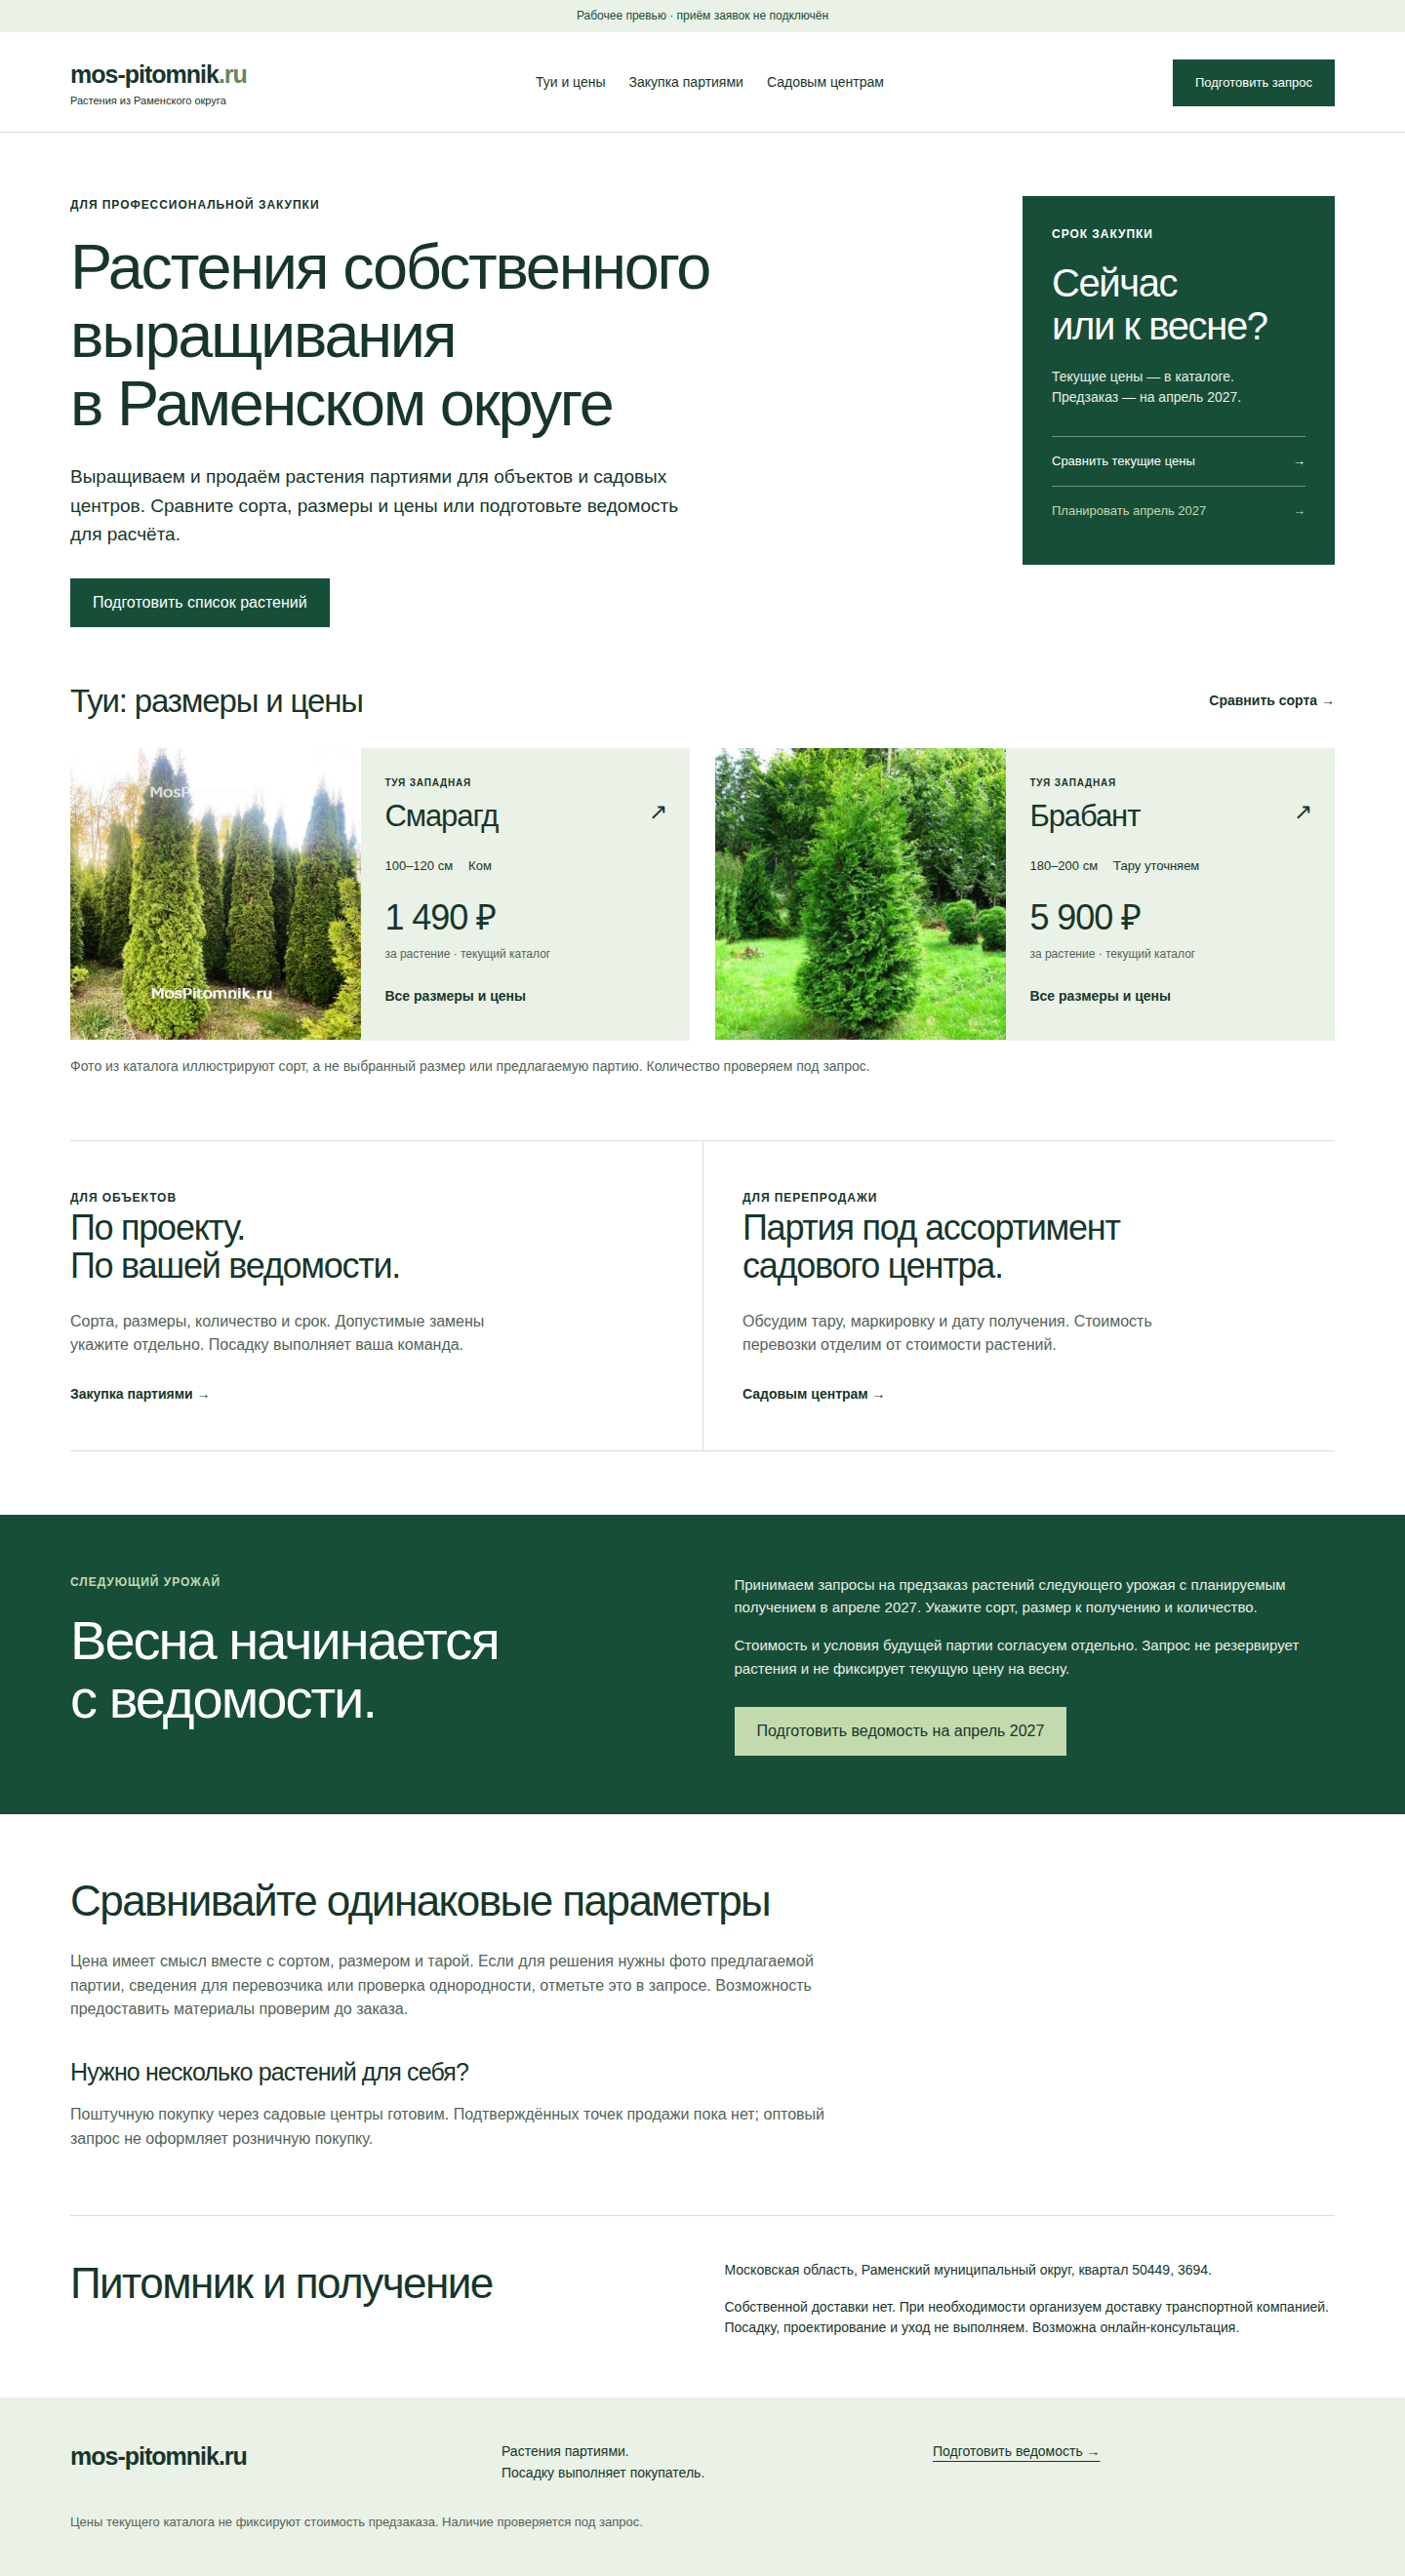 Рабочее превью · приём заявок не подключён
mos-pitomnik.ru
Растения из Раменского округа
Туи и цены
Закупка партиями
Садовым центрам
Подготовить запрос
ДЛЯ ПРОФЕССИОНАЛЬНОЙ ЗАКУПКИ
Растения собственного
выращивания
в Раменском округе
Выращиваем и продаём растения партиями для объектов и садовых
центров. Сравните сорта, размеры и цены или подготовьте ведомость
для расчёта.
Подготовить список растений
СРОК ЗАКУПКИ
Сейчас
или к весне?
Текущие цены — в каталоге.
Предзаказ — на апрель 2027.
Сравнить текущие цены →
Планировать апрель 2027 →
Туи: размеры и цены
Сравнить сорта →
MosPitomnik.ru
ТУЯ ЗАПАДНАЯ
Смарагд ↗
100–120 см Ком
1 490 ₽
за растение · текущий каталог
Все размеры и цены
ТУЯ ЗАПАДНАЯ
Брабант ↗
180–200 см Тару уточняем
5 900 ₽
за растение · текущий каталог
Все размеры и цены
Фото из каталога иллюстрируют сорт, а не выбранный размер или предлагаемую партию. Количество проверяем под запрос.
ДЛЯ ОБЪЕКТОВ
По проекту.
По вашей ведомости.
Сорта, размеры, количество и срок. Допустимые замены
укажите отдельно. Посадку выполняет ваша команда.
Закупка партиями →
ДЛЯ ПЕРЕПРОДАЖИ
Партия под ассортимент
садового центра.
Обсудим тару, маркировку и дату получения. Стоимость
перевозки отделим от стоимости растений.
Садовым центрам →
СЛЕДУЮЩИЙ УРОЖАЙ
Весна начинается
с ведомости.
Принимаем запросы на предзаказ растений следующего урожая с планируемым
получением в апреле 2027. Укажите сорт, размер к получению и количество.
Стоимость и условия будущей партии согласуем отдельно. Запрос не резервирует
растения и не фиксирует текущую цену на весну.
Подготовить ведомость на апрель 2027
Сравнивайте одинаковые параметры
Цена имеет смысл вместе с сортом, размером и тарой. Если для решения нужны фото предлагаемой
партии, сведения для перевозчика или проверка однородности, отметьте это в запросе. Возможность
предоставить материалы проверим до заказа.
Нужно несколько растений для себя?
Поштучную покупку через садовые центры готовим. Подтверждённых точек продажи пока нет; оптовый
запрос не оформляет розничную покупку.
Питомник и получение
Московская область, Раменский муниципальный округ, квартал 50449, 3694.
Собственной доставки нет. При необходимости организуем доставку транспортной компанией.
Посадку, проектирование и уход не выполняем. Возможна онлайн-консультация.
mos-pitomnik.ru
Растения партиями.
Посадку выполняет покупатель.
Подготовить ведомость →
Цены текущего каталога не фиксируют стоимость предзаказа. Наличие проверяется под запрос.